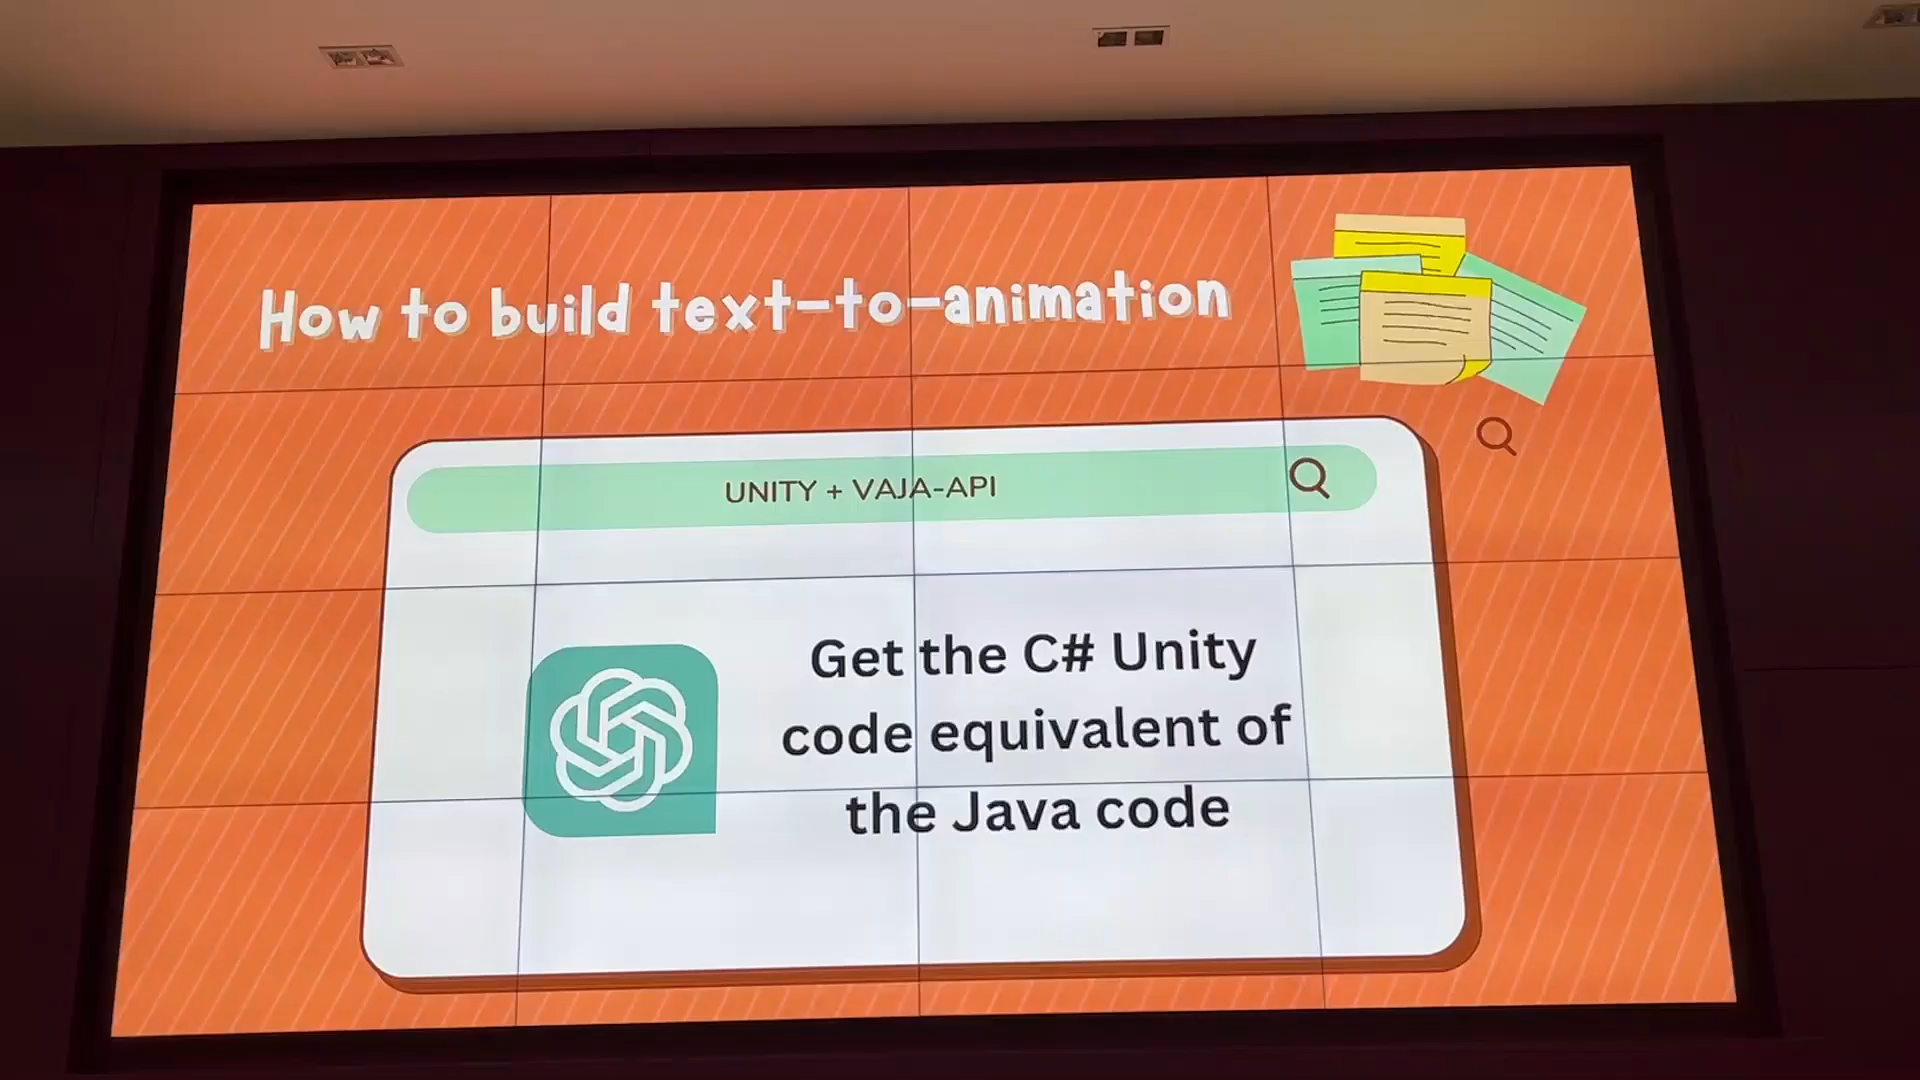 How to build text-to-animation
UNITY + VAJA-API
Get the C# Unity
code equivalent of
the Java code